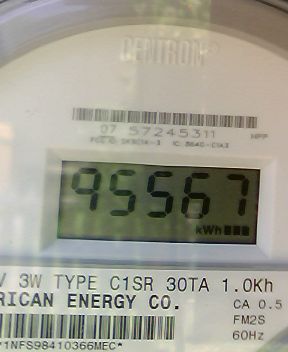 CENTRON®
07 57245311 MPP
95567
kWh
V 3W TYPE C1SR 30TA 1.0Kh
RICAN ENERGY CO. CA 0.5
FM2S
60Hz
*1NFS98410366MEC*